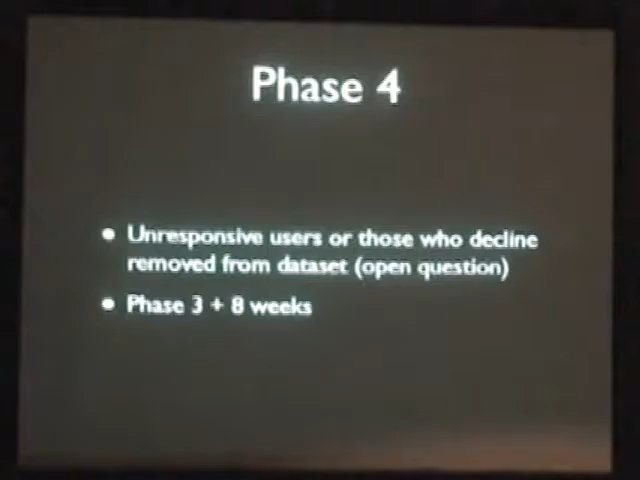 Phase 4
• Unresponsive users or those who decline
removed from dataset (open question)
• Phase 3 + 8 weeks